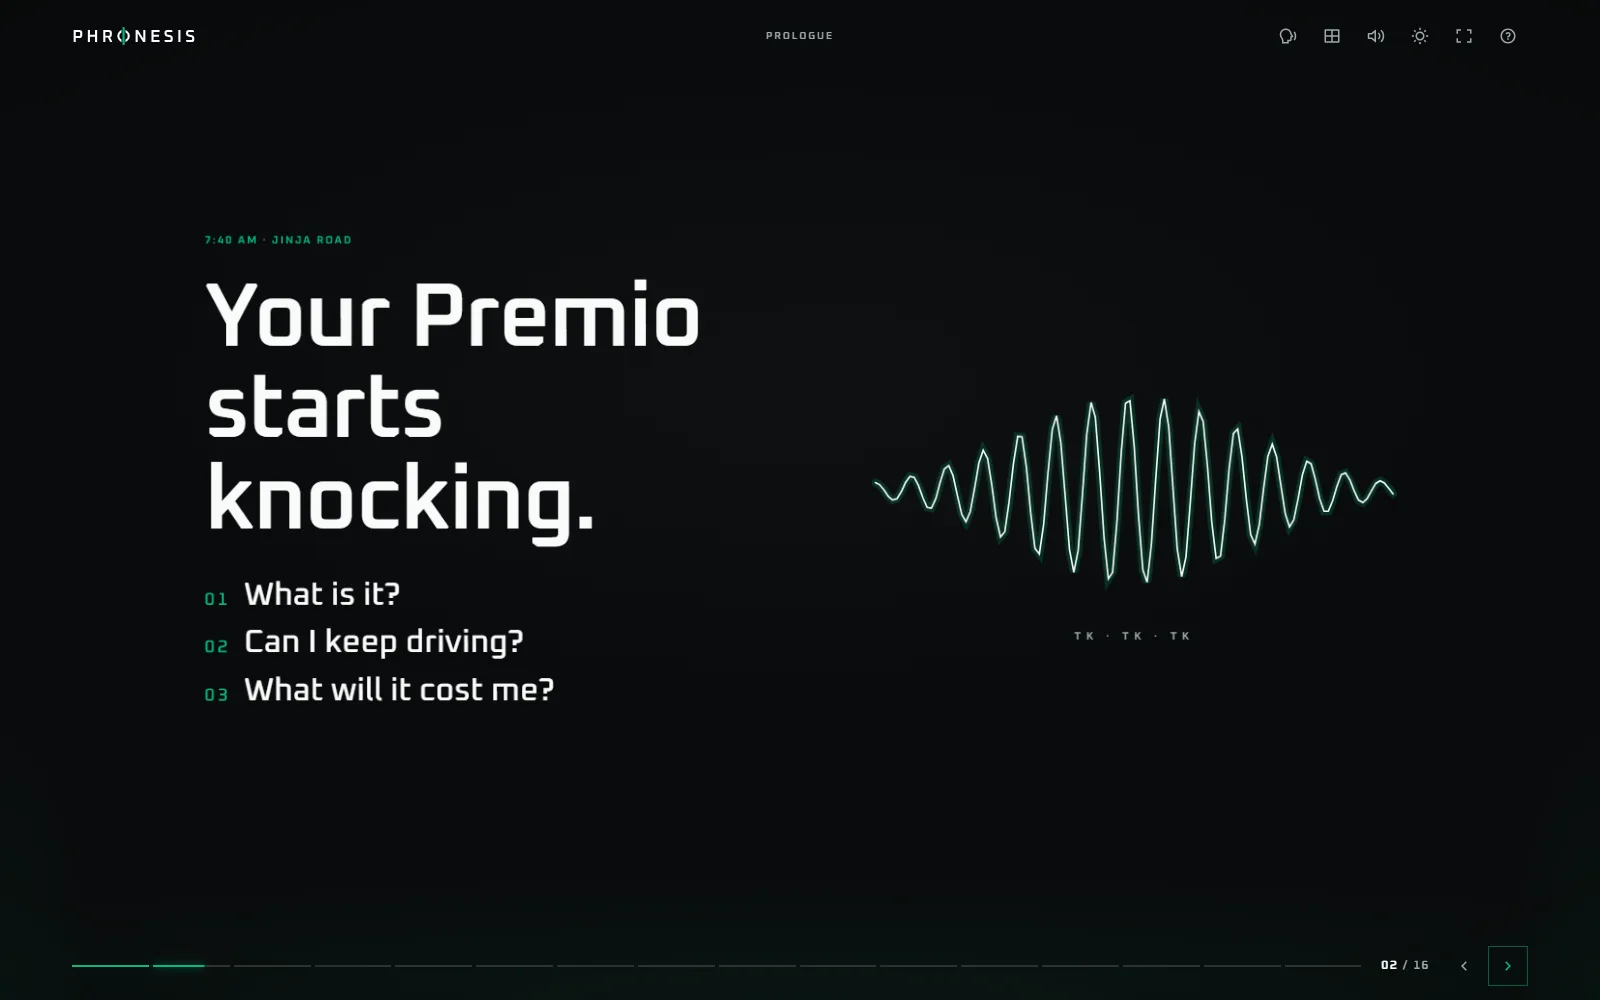 PHRONESIS
PROLOGUE
7:40 AM · JINJA ROAD
Your Premio
starts
knocking.
01 What is it?
02 Can I keep driving?
03 What will it cost me?
TK · TK · TK
02 / 16